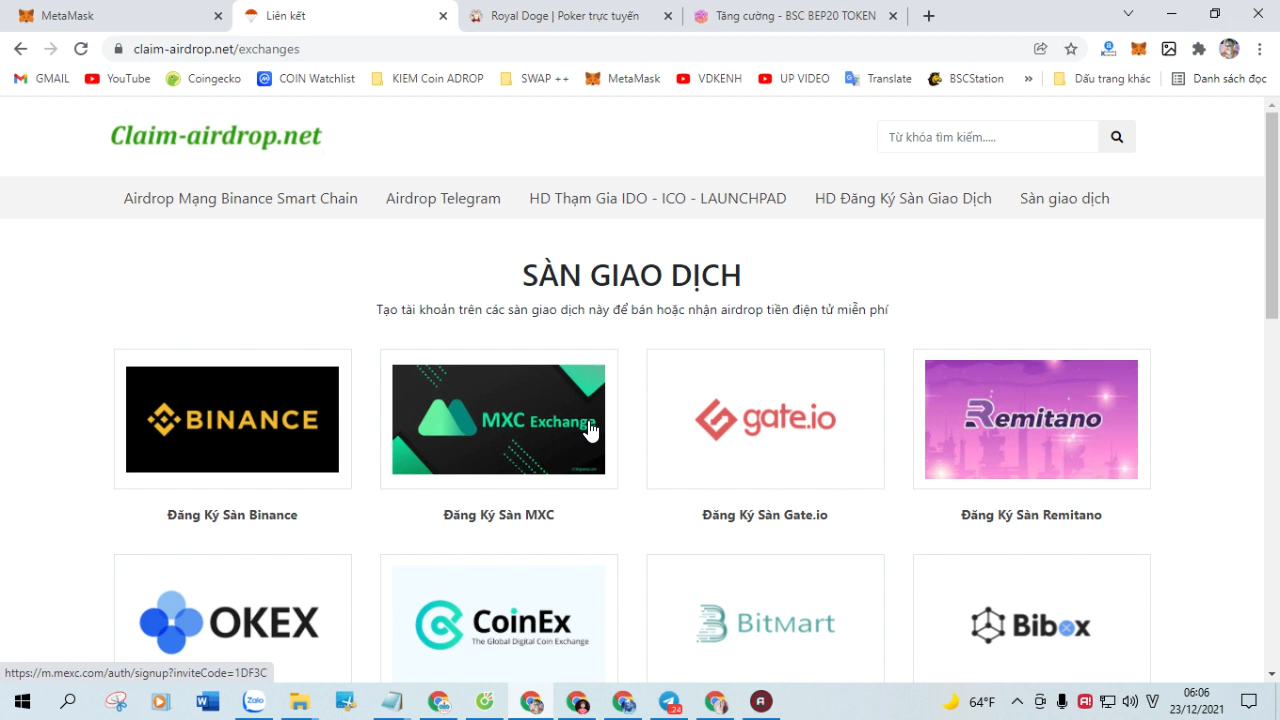 MetaMask
Liên kết
Royal Doge | Poker trực tuyến
Tăng cường - BSC BEP20 TOKEN
claim-airdrop.net/exchanges
GMAIL
YouTube
Coingecko
COIN Watchlist
KIEM Coin ADROP
SWAP ++
MetaMask
VDKENH
UP VIDEO
Translate
BSCStation
»
Dấu trang khác
Danh sách đọc
Claim-airdrop.net
Từ khóa tìm kiếm.....
Airdrop Mạng Binance Smart Chain
Airdrop Telegram
HD Thạm Gia IDO - ICO - LAUNCHPAD
HD Đăng Ký Sàn Giao Dịch
Sàn giao dịch
SÀN GIAO DỊCH
Tạo tài khoản trên các sàn giao dịch này để bán hoặc nhận airdrop tiền điện tử miễn phí
BINANCE
MXC Exchange
gate.io
Remitano
Đăng Ký Sàn Binance
Đăng Ký Sàn MXC
Đăng Ký Sàn Gate.io
Đăng Ký Sàn Remitano
OKEX
CoinEx
The Global Digital Coin Exchange
BitMart
Bibox
https://m.mexc.com/auth/signup?inviteCode=1DF3C
Zalo
24
64°F
06:06
23/12/2021